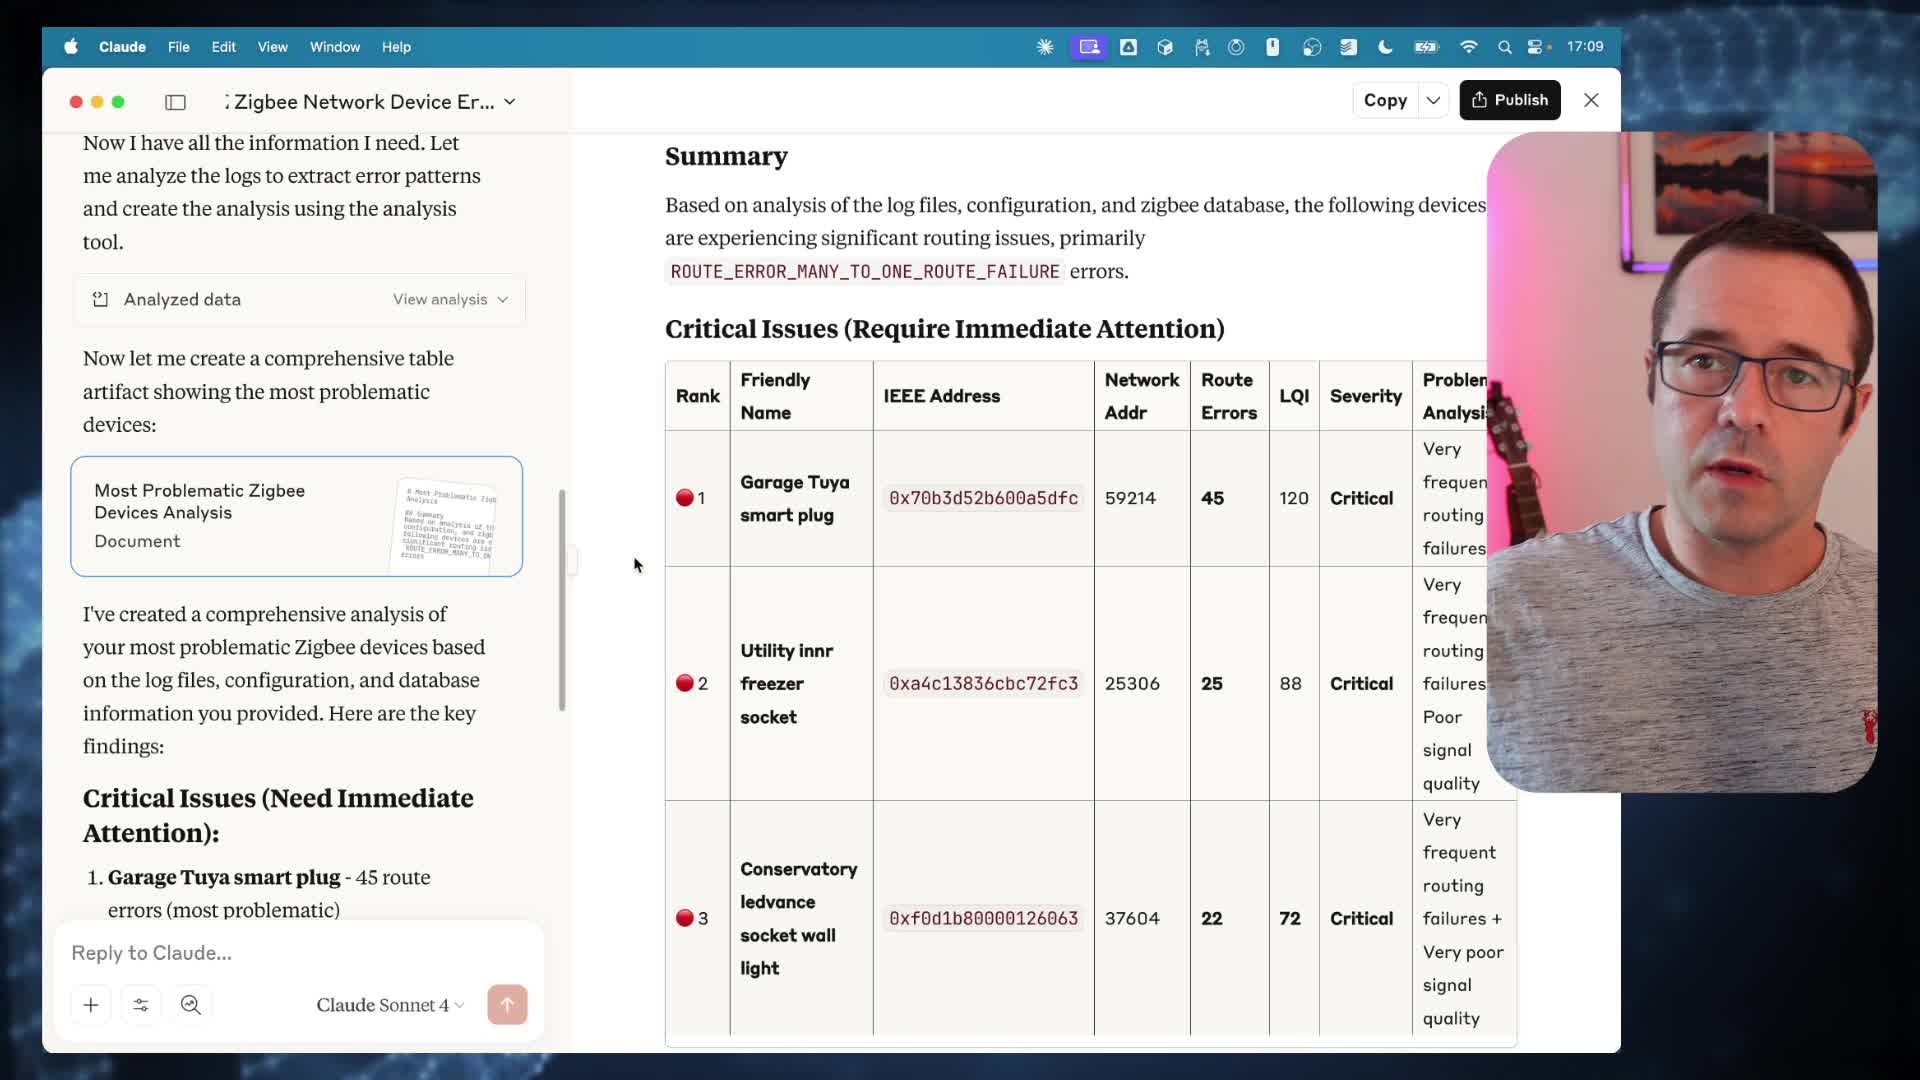 Claude File Edit View Window Help 17:09
Zigbee Network Device Er...
Copy
Publish
Now I have all the information I need. Let
me analyze the logs to extract error patterns
and create the analysis using the analysis
tool.
Analyzed data View analysis
Now let me create a comprehensive table
artifact showing the most problematic
devices:
Most Problematic Zigbee
Devices Analysis
Document
I've created a comprehensive analysis of
your most problematic Zigbee devices based
on the log files, configuration, and database
information you provided. Here are the key
findings:
Critical Issues (Need Immediate
Attention):
1. Garage Tuya smart plug - 45 route
errors (most problematic)
Reply to Claude...
Claude Sonnet 4
Summary
Based on analysis of the log files, configuration, and zigbee database, the following devices
are experiencing significant routing issues, primarily
ROUTE_ERROR_MANY_TO_ONE_ROUTE_FAILURE errors.
Critical Issues (Require Immediate Attention)
Rank
Friendly
Name
IEEE Address
Network
Addr
Route
Errors
LQI
Severity
1
Garage Tuya
smart plug
0x70b3d52b600a5dfc
59214
45
120
Critical
Very
routing
failures
2
Utility innr
freezer
socket
0xa4c13836cbc72fc3
25306
25
88
Critical
Very
routing
failures
Poor
signal
quality
3
Conservatory
ledvance
socket wall
light
0xf0d1b80000126063
37604
22
72
Critical
Very
frequent
routing
failures +
Very poor
signal
quality